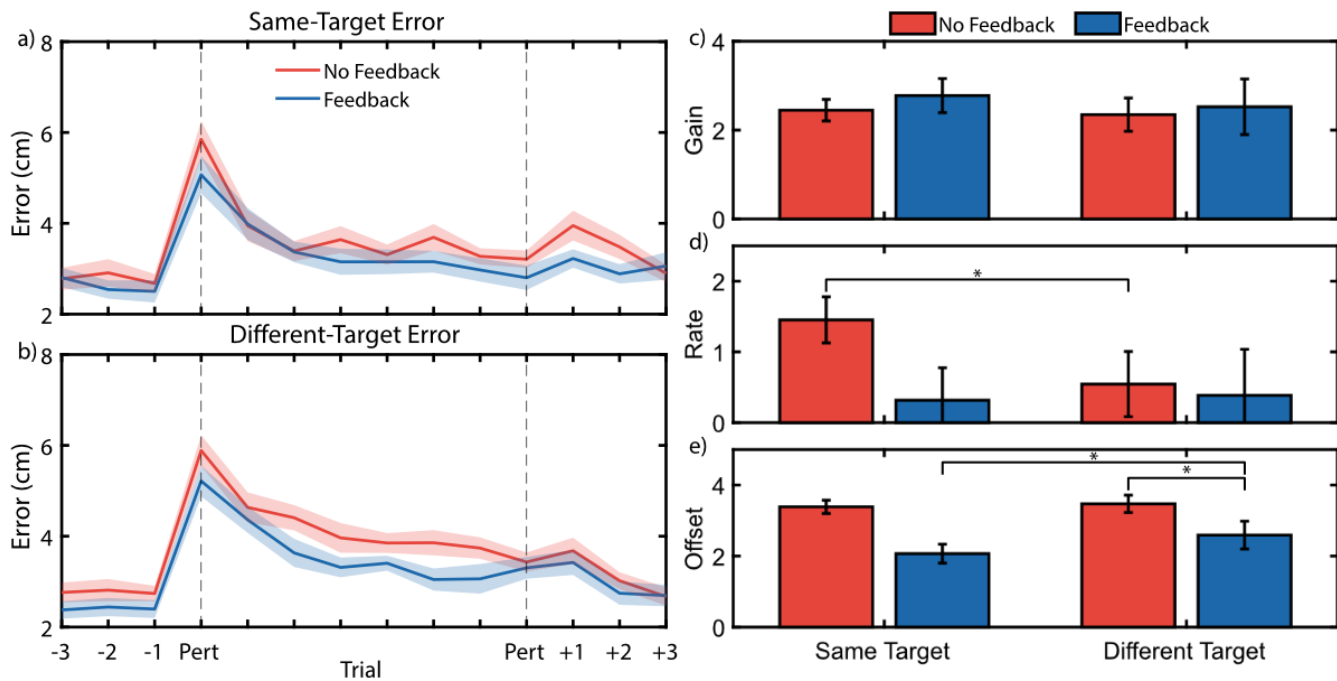 Same-Target Error
a)
8
6
4
2
Error (cm)
No Feedback
Feedback
Different-Target Error
b)
8
6
4
2
Error (cm)
-3 -2 -1 Pert Pert +1 +2 +3
Trial
No Feedback Feedback
c)
4
2
0
Gain
d)
2
1
0
Rate
*
e)
4
2
0
Offset
*
*
Same Target Different Target